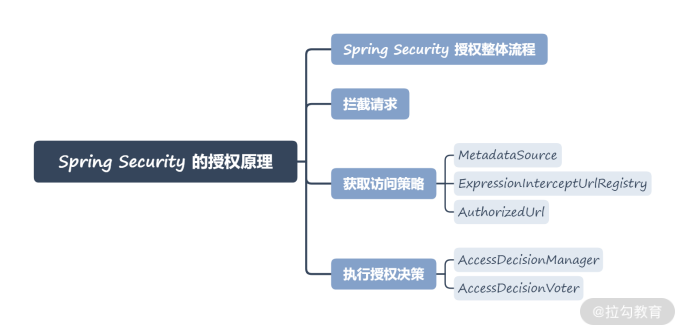 Spring Security 的授权原理
Spring Security 授权整体流程
拦截请求
获取访问策略
MetadataSource
ExpressionInterceptUrlRegistry
AuthorizedUrl
执行授权决策
AccessDecisionManager
AccessDecisionVoter
@拉勾教育